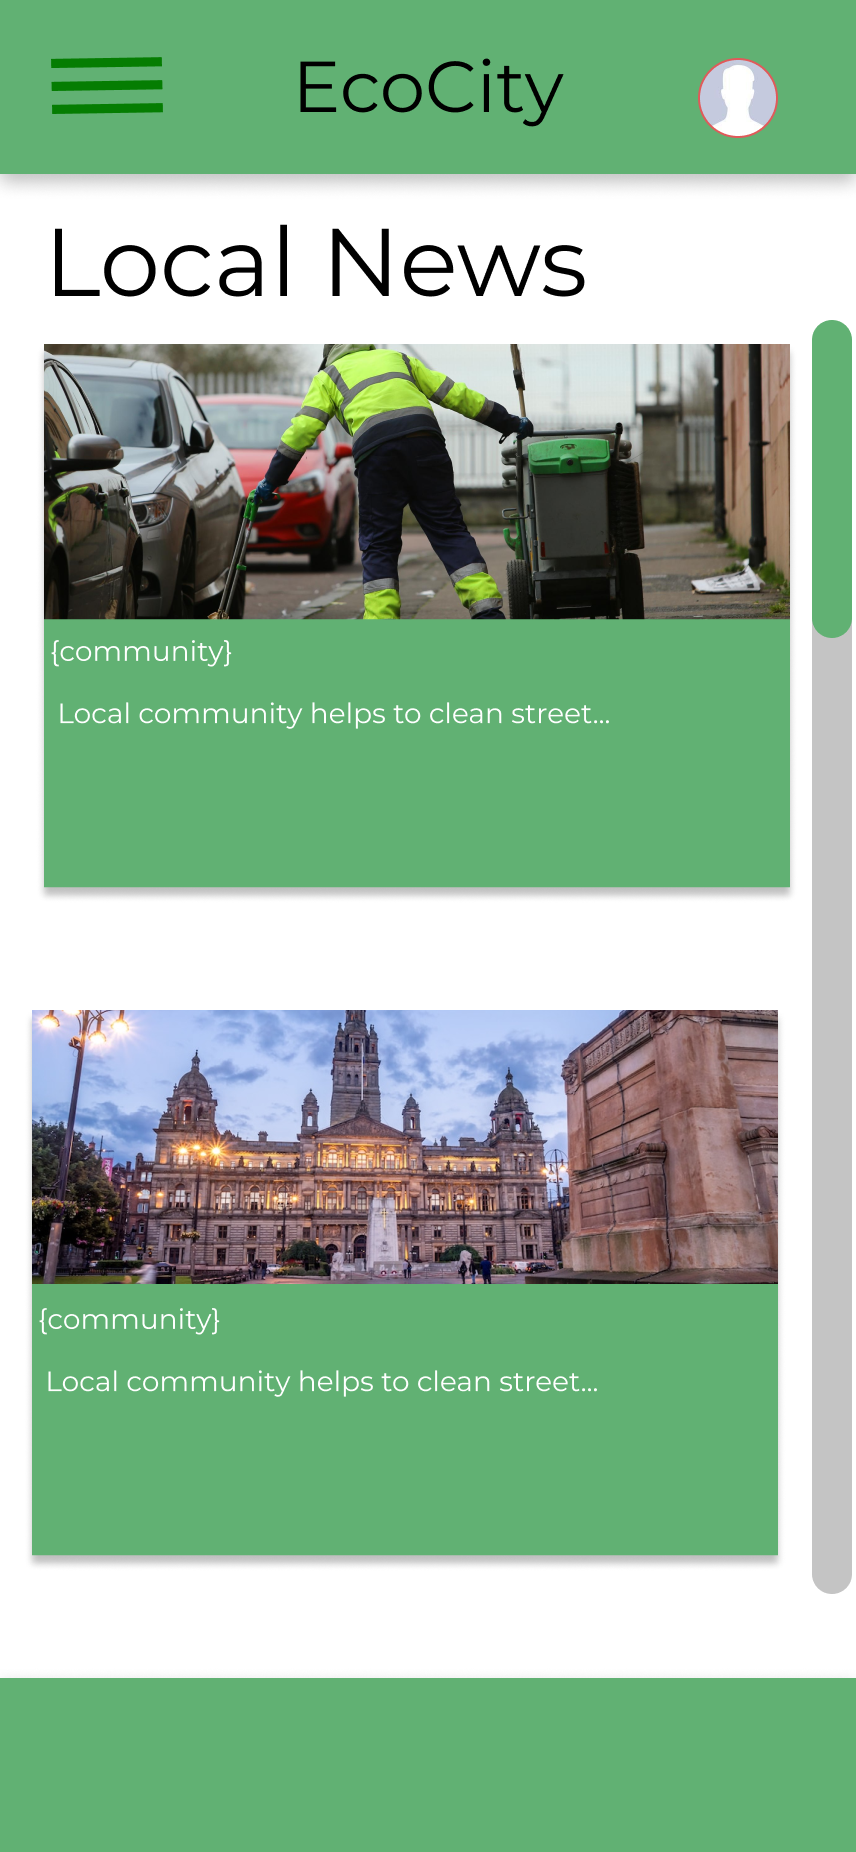 EcoCity
Local News
{community}
Local community helps to clean street...
{community}
Local community helps to clean street...